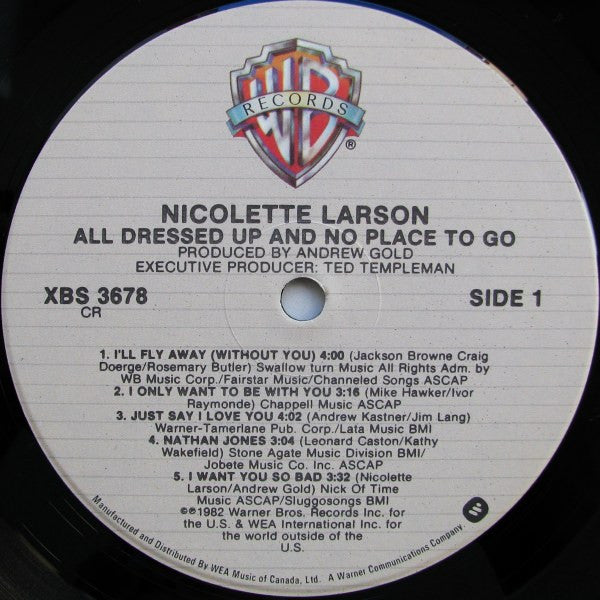 WB
RECORDS
®
NICOLETTE LARSON
ALL DRESSED UP AND NO PLACE TO GO
PRODUCED BY ANDREW GOLD
EXECUTIVE PRODUCER: TED TEMPLEMAN
XBS 3678
SIDE 1
CR
1. I'LL FLY AWAY (WITHOUT YOU) 4:00 (Jackson Browne Craig
Doerge/Rosemary Butler) Swallow turn Music All Rights Adm. by
WB Music Corp./Fairstar Music/Channeled Songs ASCAP
2. I ONLY WANT TO BE WITH YOU 3:16 (Mike Hawker/Ivor
Raymonde) Chappell Music ASCAP
3. JUST SAY I LOVE YOU 4:02 (Andrew Kastner/Jim Lang)
Warner-Tamerlane Pub. Corp./Lata Music BMI
4. NATHAN JONES 3:04 (Leonard Caston/Kathy
Wakefield) Stone Agate Music Division BMI/
Jobete Music Co. Inc. ASCAP
5. I WANT YOU SO BAD 3:32 (Nicolette
Larson/Andrew Gold) Nick Of Time
Music ASCAP/Sluggosongs BMI
©℗1982 Warner Bros. Records Inc. for
the U.S. & WEA International Inc. for
the world outside of the
U.S.
Manufactured and Distributed By WEA Music of Canada, Ltd. A Warner Communications Company.